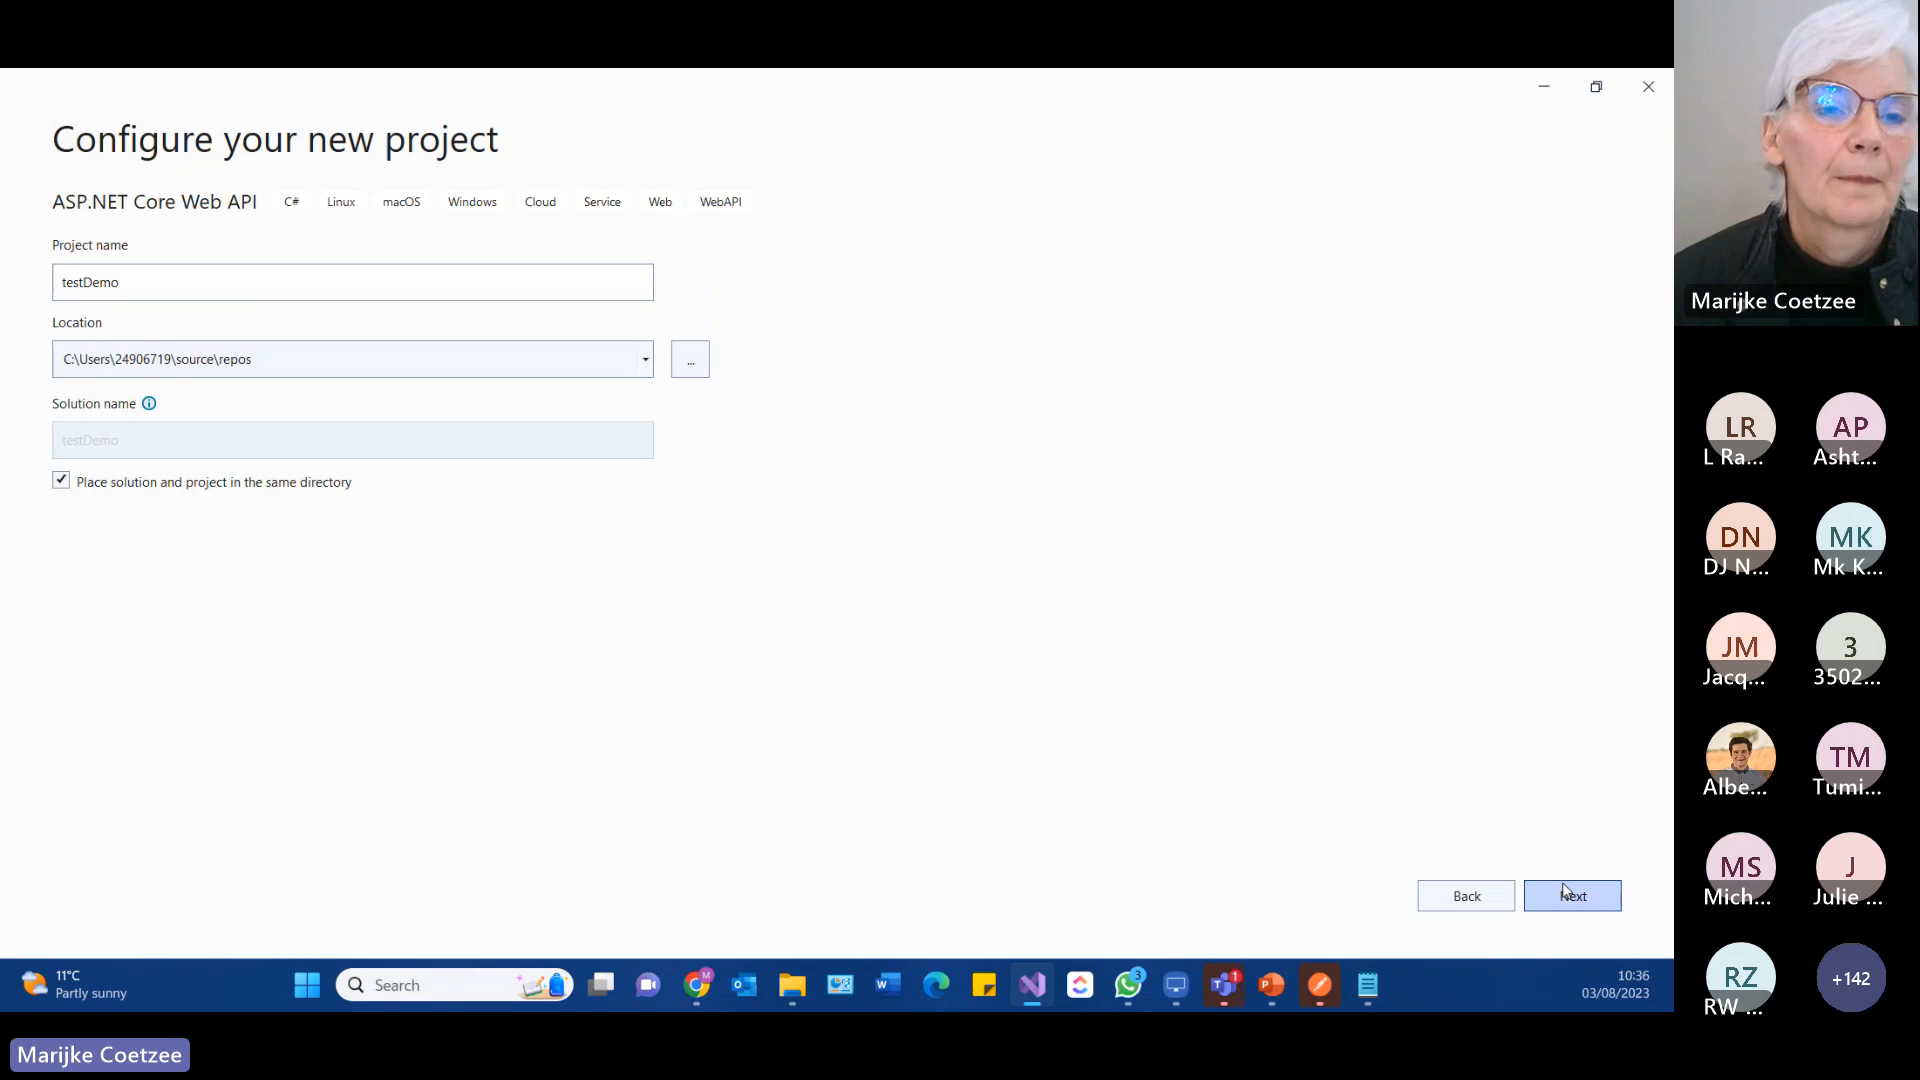 Configure your new project
ASP.NET Core Web API C# Linux macOS Windows Cloud Service Web WebAPI
Project name
testDemo
Location
C:\Users\24906719\source\repos
...
Solution name
testDemo
Place solution and project in the same directory
Back
Next
11°C
Partly sunny
Search
M
W
3
1
P
10:36
03/08/2023
Marijke Coetzee
Marijke Coetzee
LR
L Ra...
AP
Asht...
DN
DJ N...
MK
Mk K...
JM
Jacq...
3
3502...
Albe...
TM
Tumi...
MS
Mich...
J
Julie ...
RZ
RW ...
+142